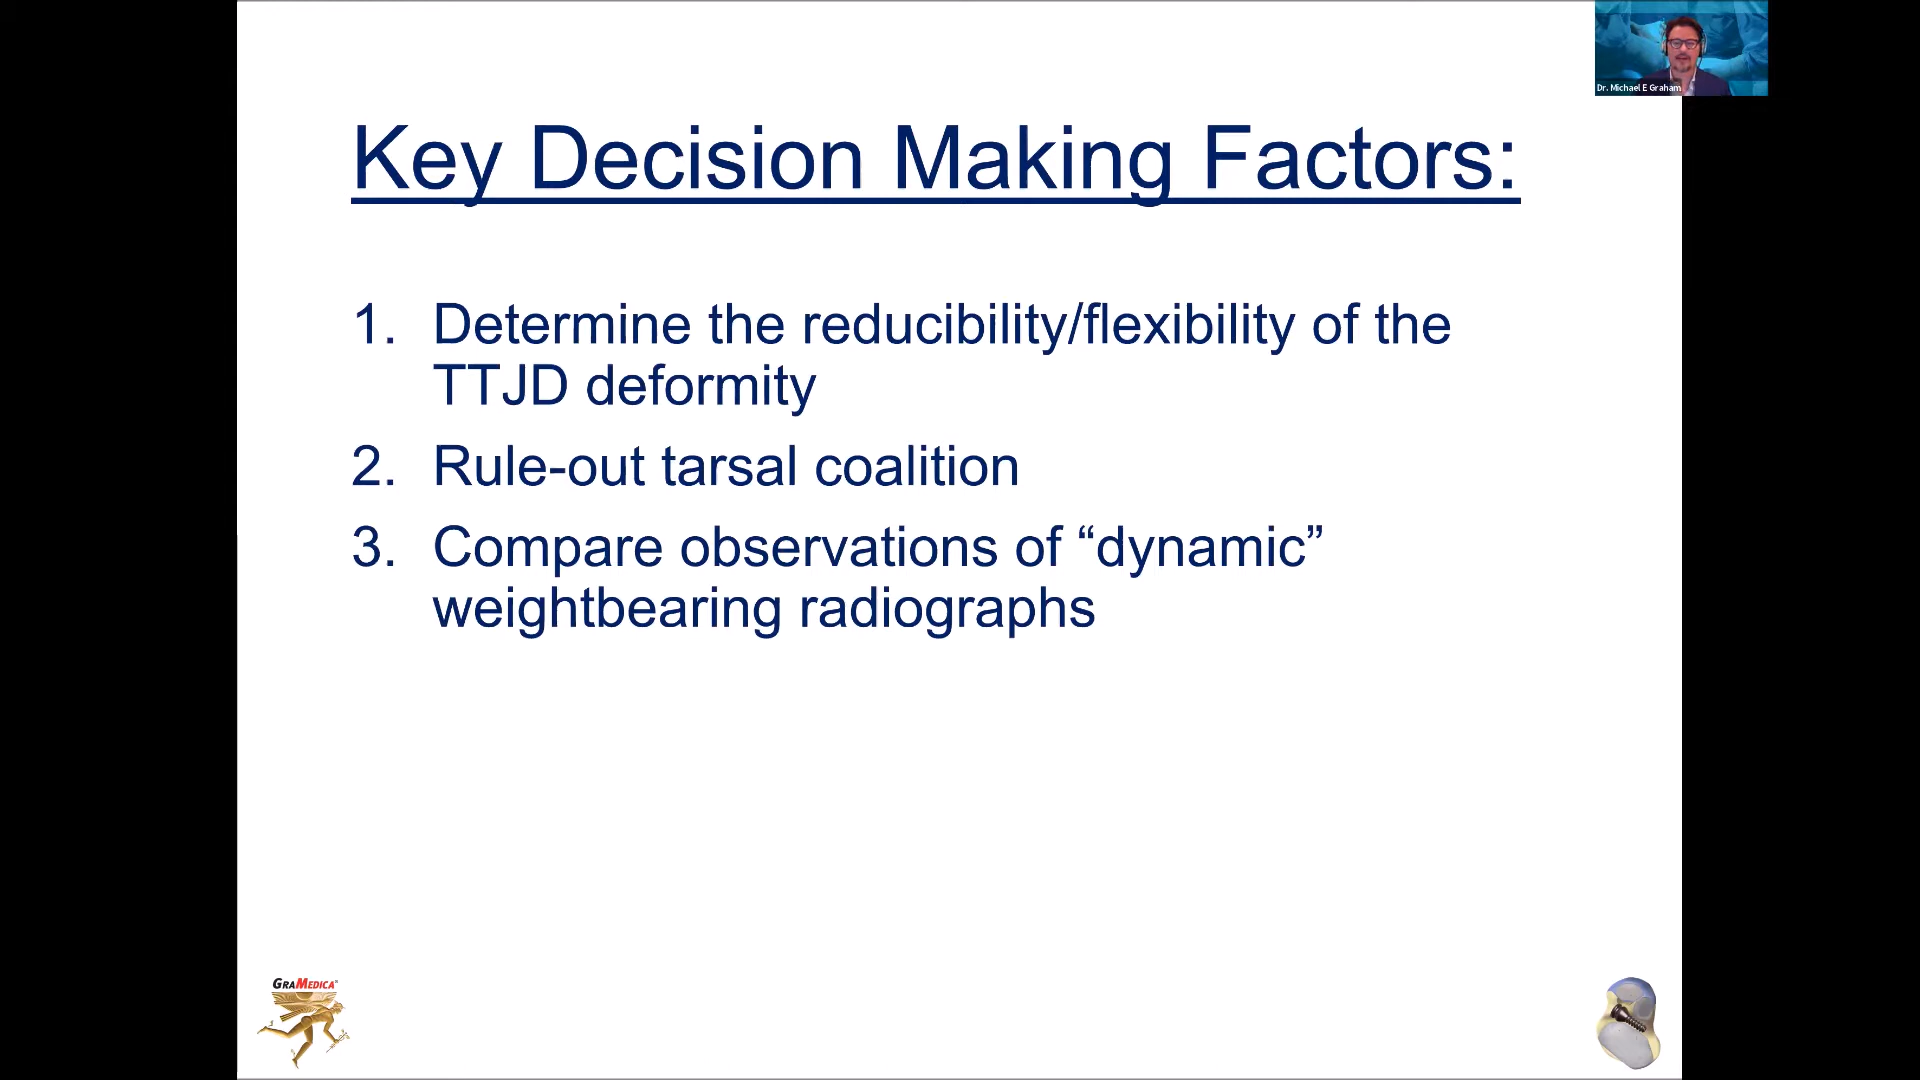 Dr. Michael E Graham
Key Decision Making Factors:
1. Determine the reducibility/flexibility of the
TTJD deformity
2. Rule-out tarsal coalition
3. Compare observations of “dynamic”
weightbearing radiographs
GRAMEDICA®